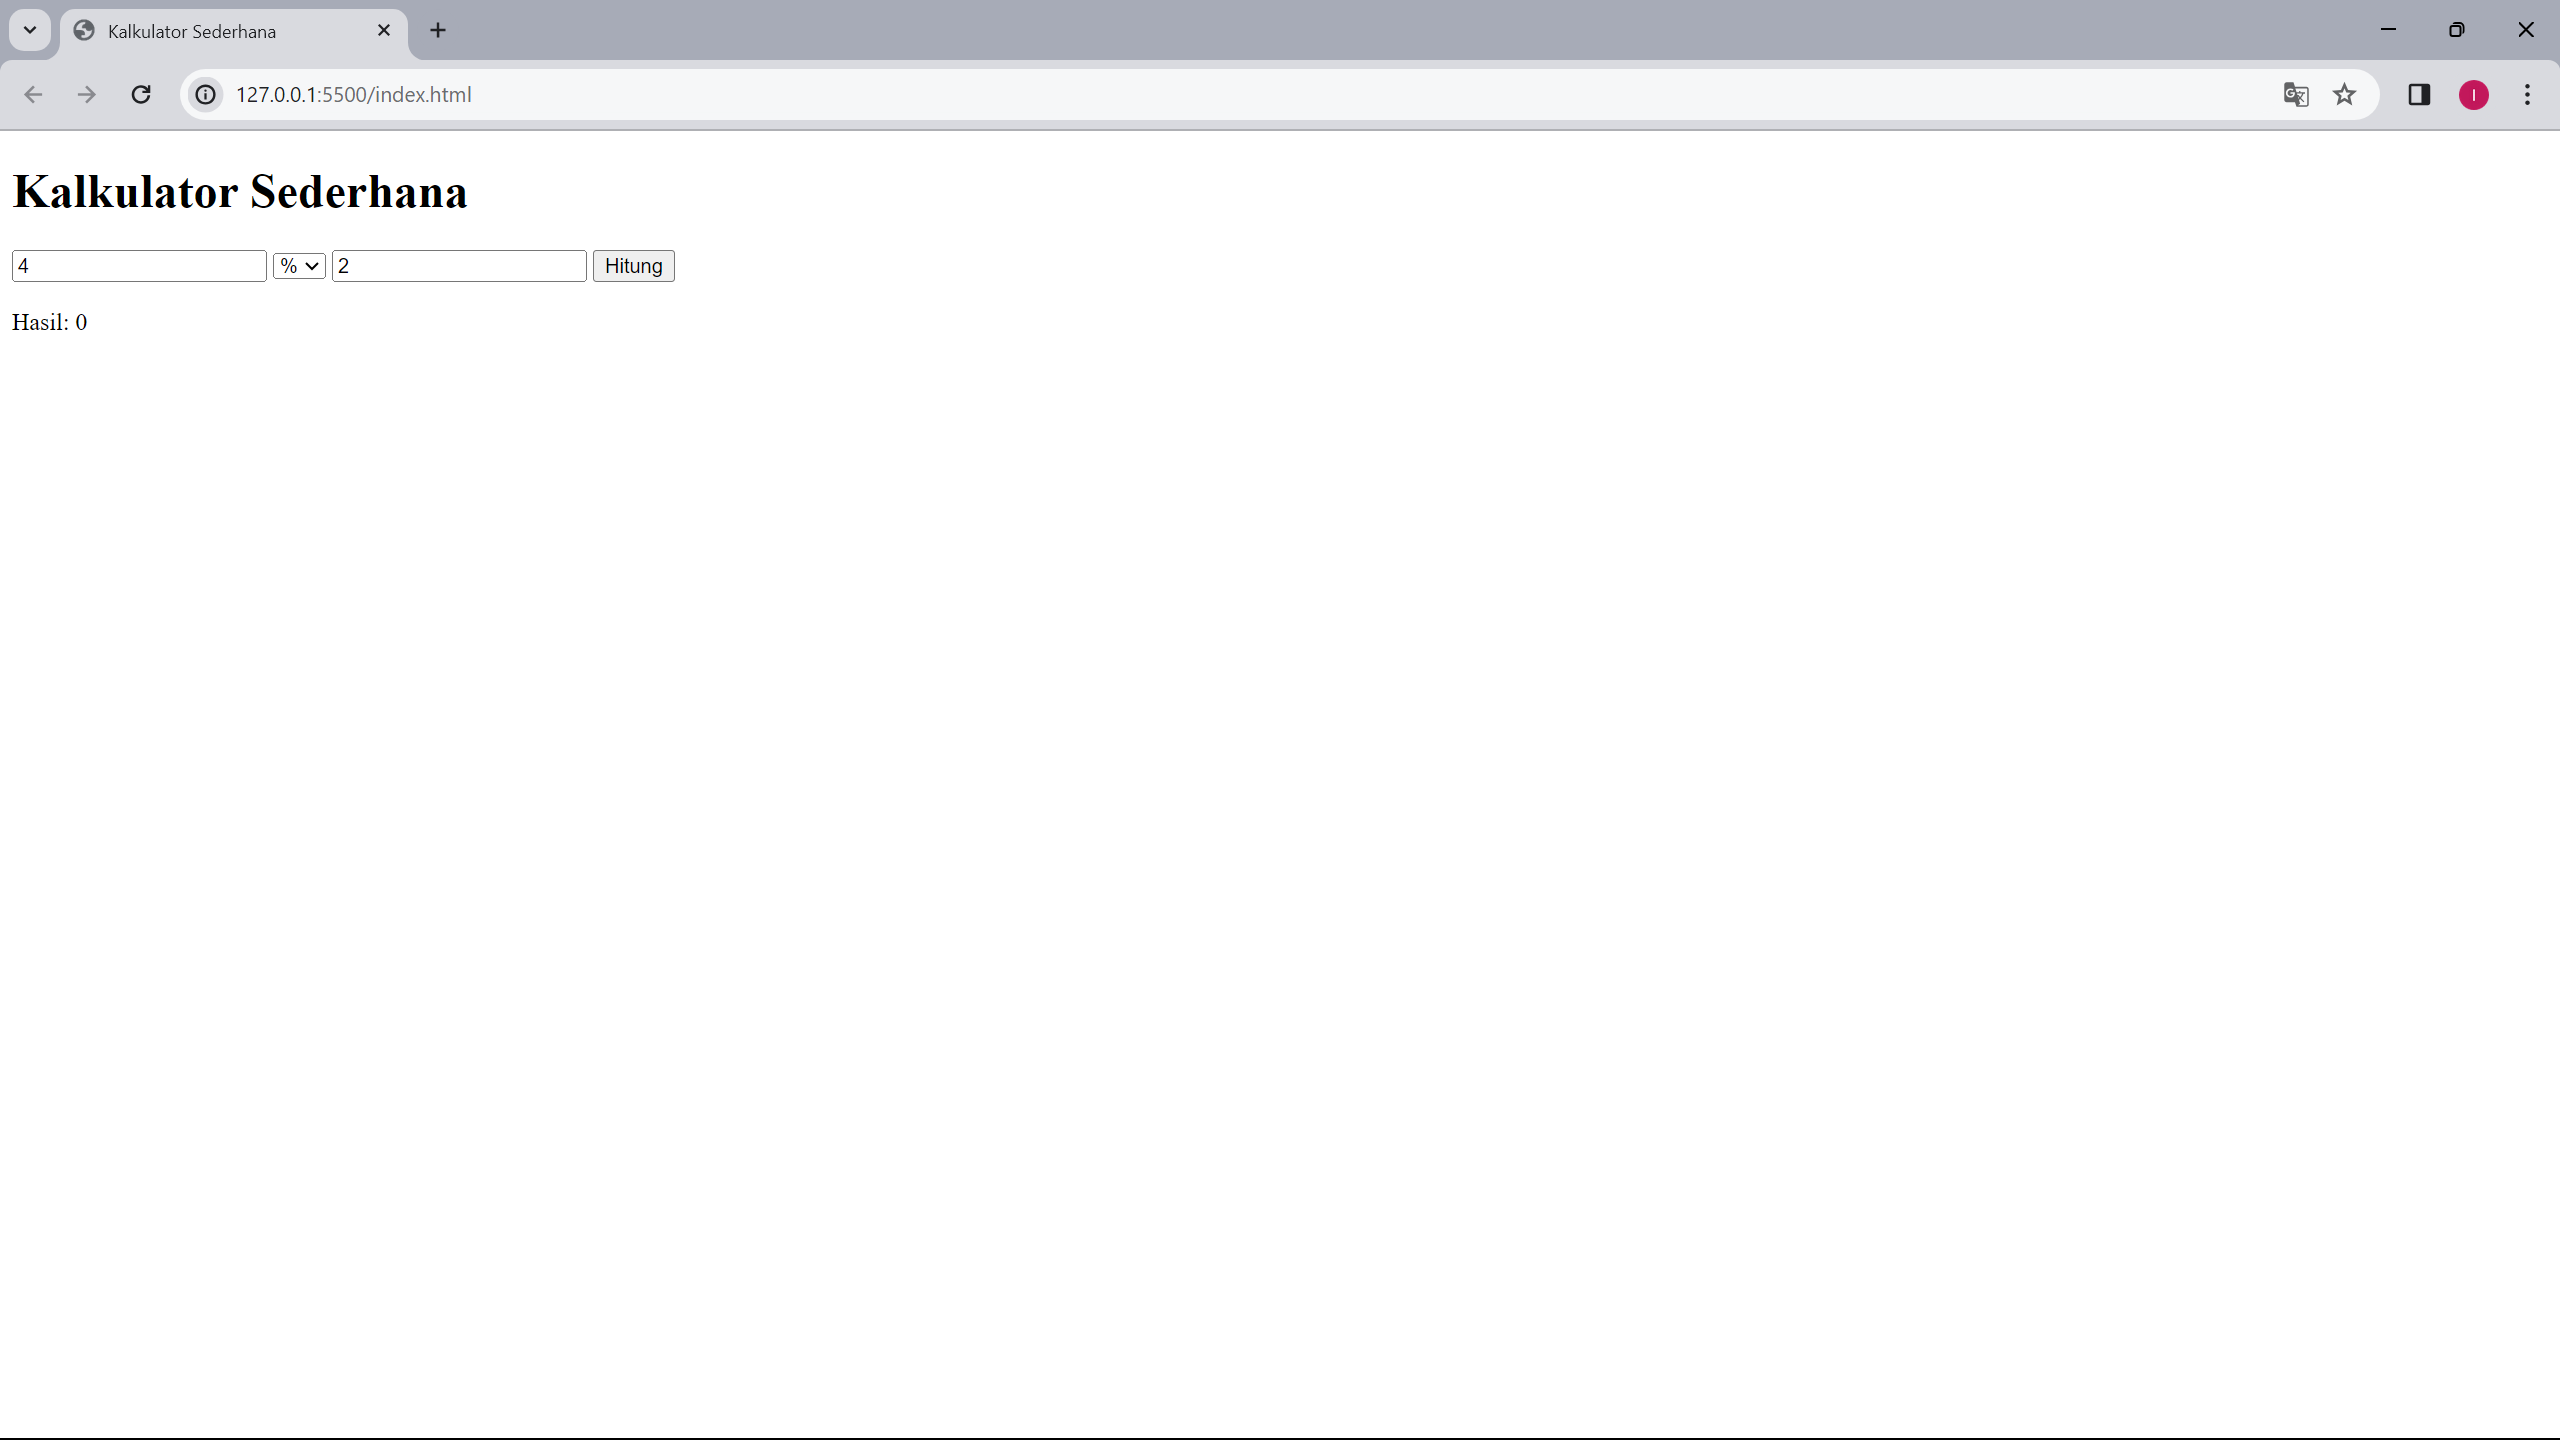 Kalkulator Sederhana
127.0.0.1:5500/index.html
I
Kalkulator Sederhana
4 % 2 Hitung
Hasil: 0